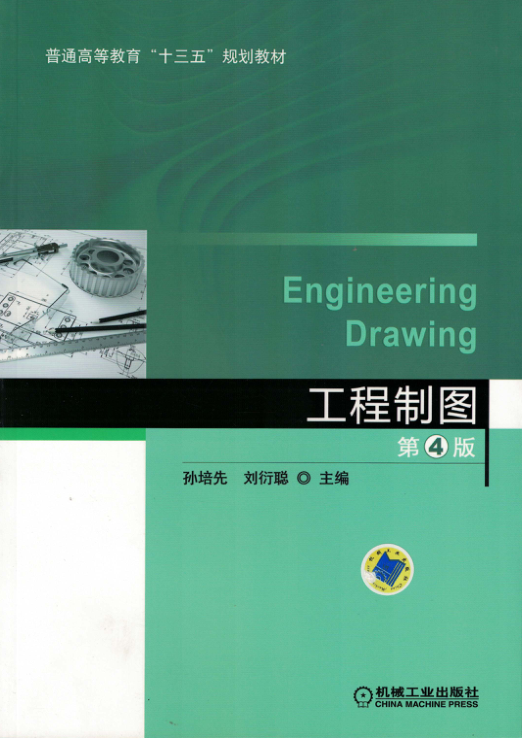 普通高等教育“十三五”规划教材
Engineering
Drawing
工程制图
第4版
孙培先 刘衍聪 ◎ 主编
机械工业出版社
CHINA MACHINE PRESS